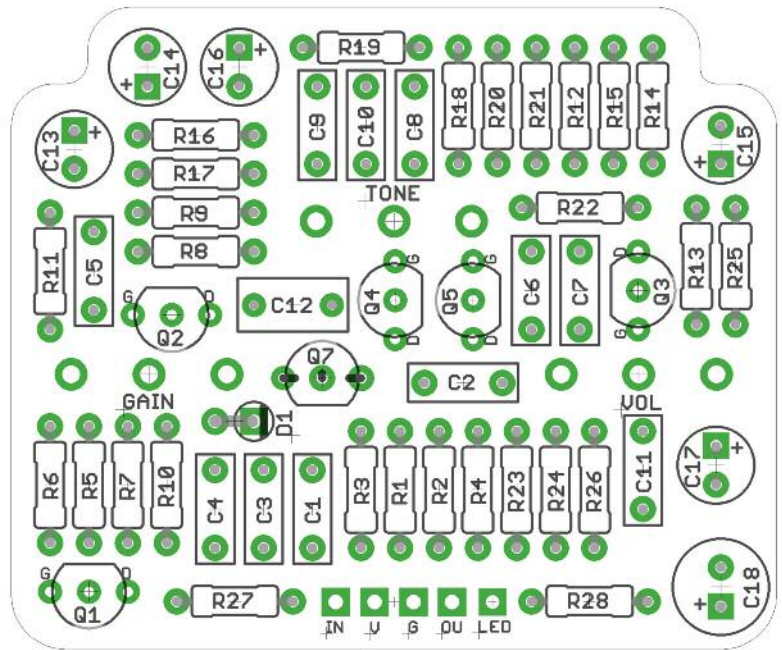 C14
+
C16
+
R19
R18
R20
R21
R12
R15
R14
C13
+
R16
R17
R9
R8
C9
C10
C8
C15
+
TONE
R22
R11
C5
G
D
Q2
C12
Q4
G
D
Q5
G
D
C6
C7
D
G
Q3
R13
R25
Q7
C2
GAIN
D1
VOL
R6
R5
R7
R10
C4
C3
C1
R3
R1
R2
R4
R23
R24
R26
C11
C17
+
G
D
Q1
R27
IN
V
G
OU
LED
R28
C18
+